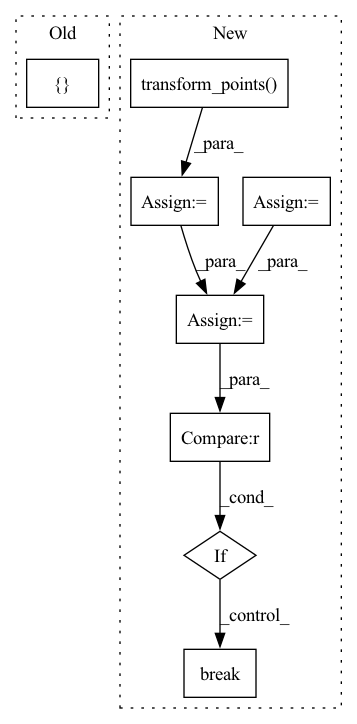 Old
New
{}
transform_points()
_para_
Assign:=
Assign:=
_para_
_para_
Assign:=
_para_
Compare:r
_cond_
If
_control_
break